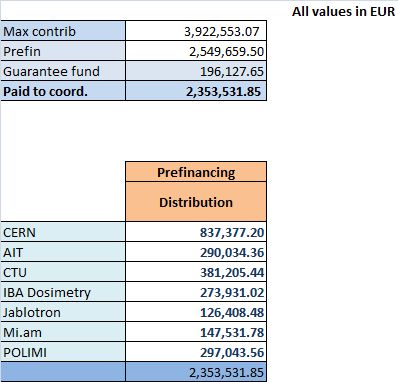 All values in EUR
Max contrib 3,922,553.07
Prefin 2,549,659.50
Guarantee fund 196,127.65
Paid to coord. 2,353,531.85
Prefinancing
Distribution
CERN 837,377.20
AIT 290,034.36
CTU 381,205.44
IBA Dosimetry 273,931.02
Jablotron 126,408.48
Mi.am 147,531.78
POLIMI 297,043.56
2,353,531.85